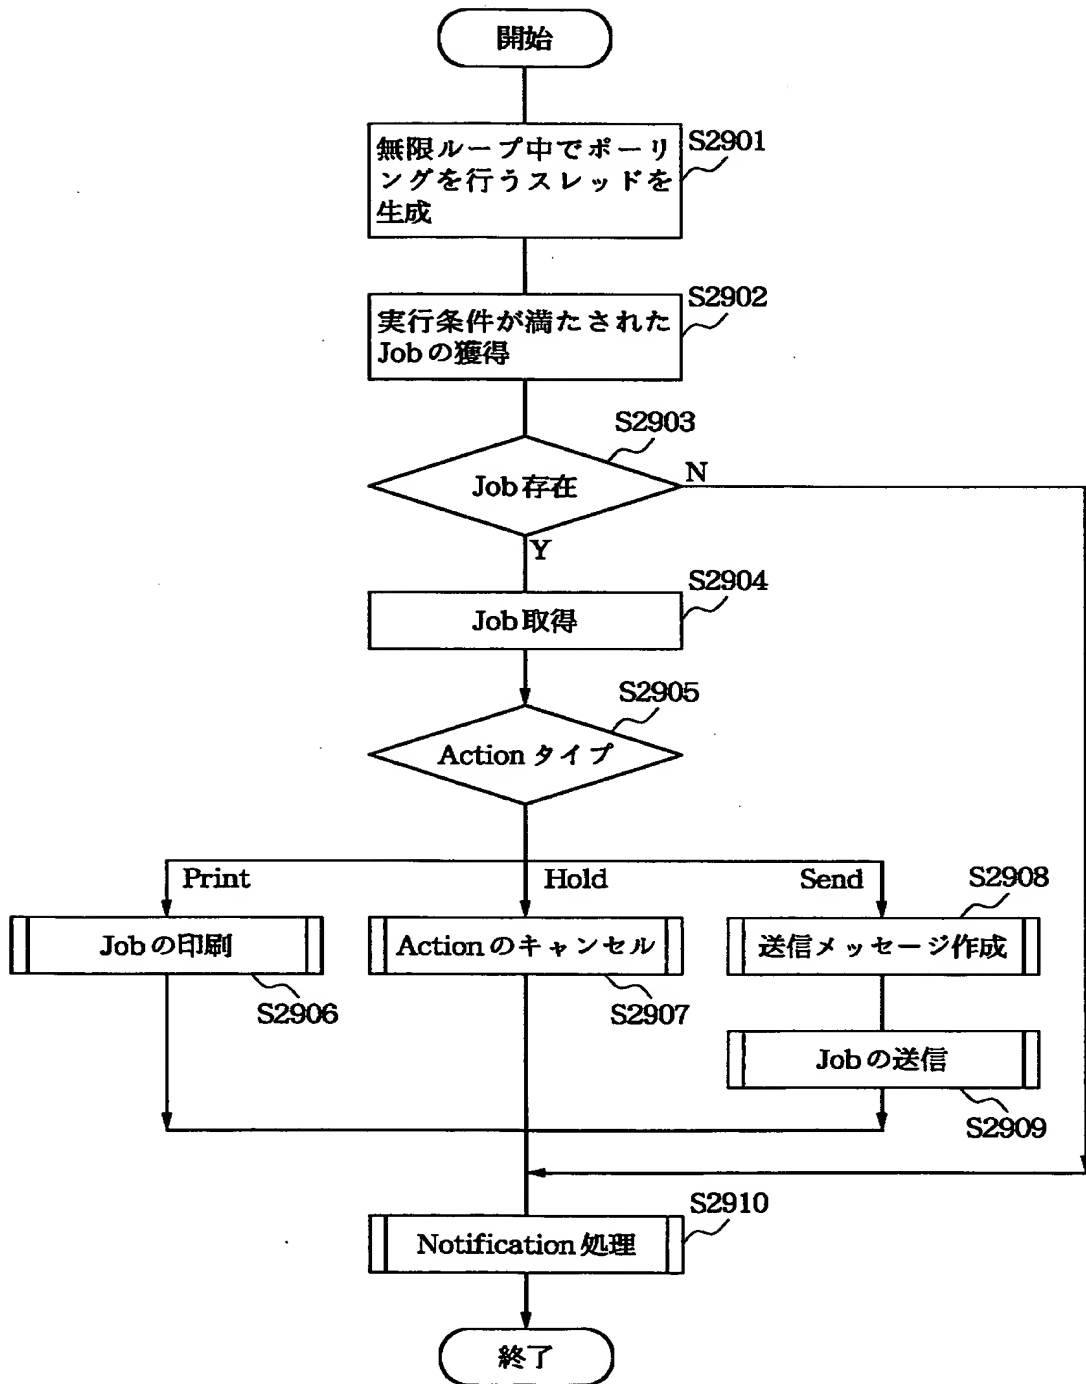 開始
S2901
無限ループ中でポーリ
ングを行うスレッドを
生成
S2902
実行条件が満たされた
Jobの獲得
S2903
Job存在
N
Y
S2904
Job取得
S2905
Actionタイプ
Print
Hold
Send
S2908
Jobの印刷
Actionのキャンセル
送信メッセージ作成
S2906
S2907
Jobの送信
S2909
S2910
Notification処理
終了